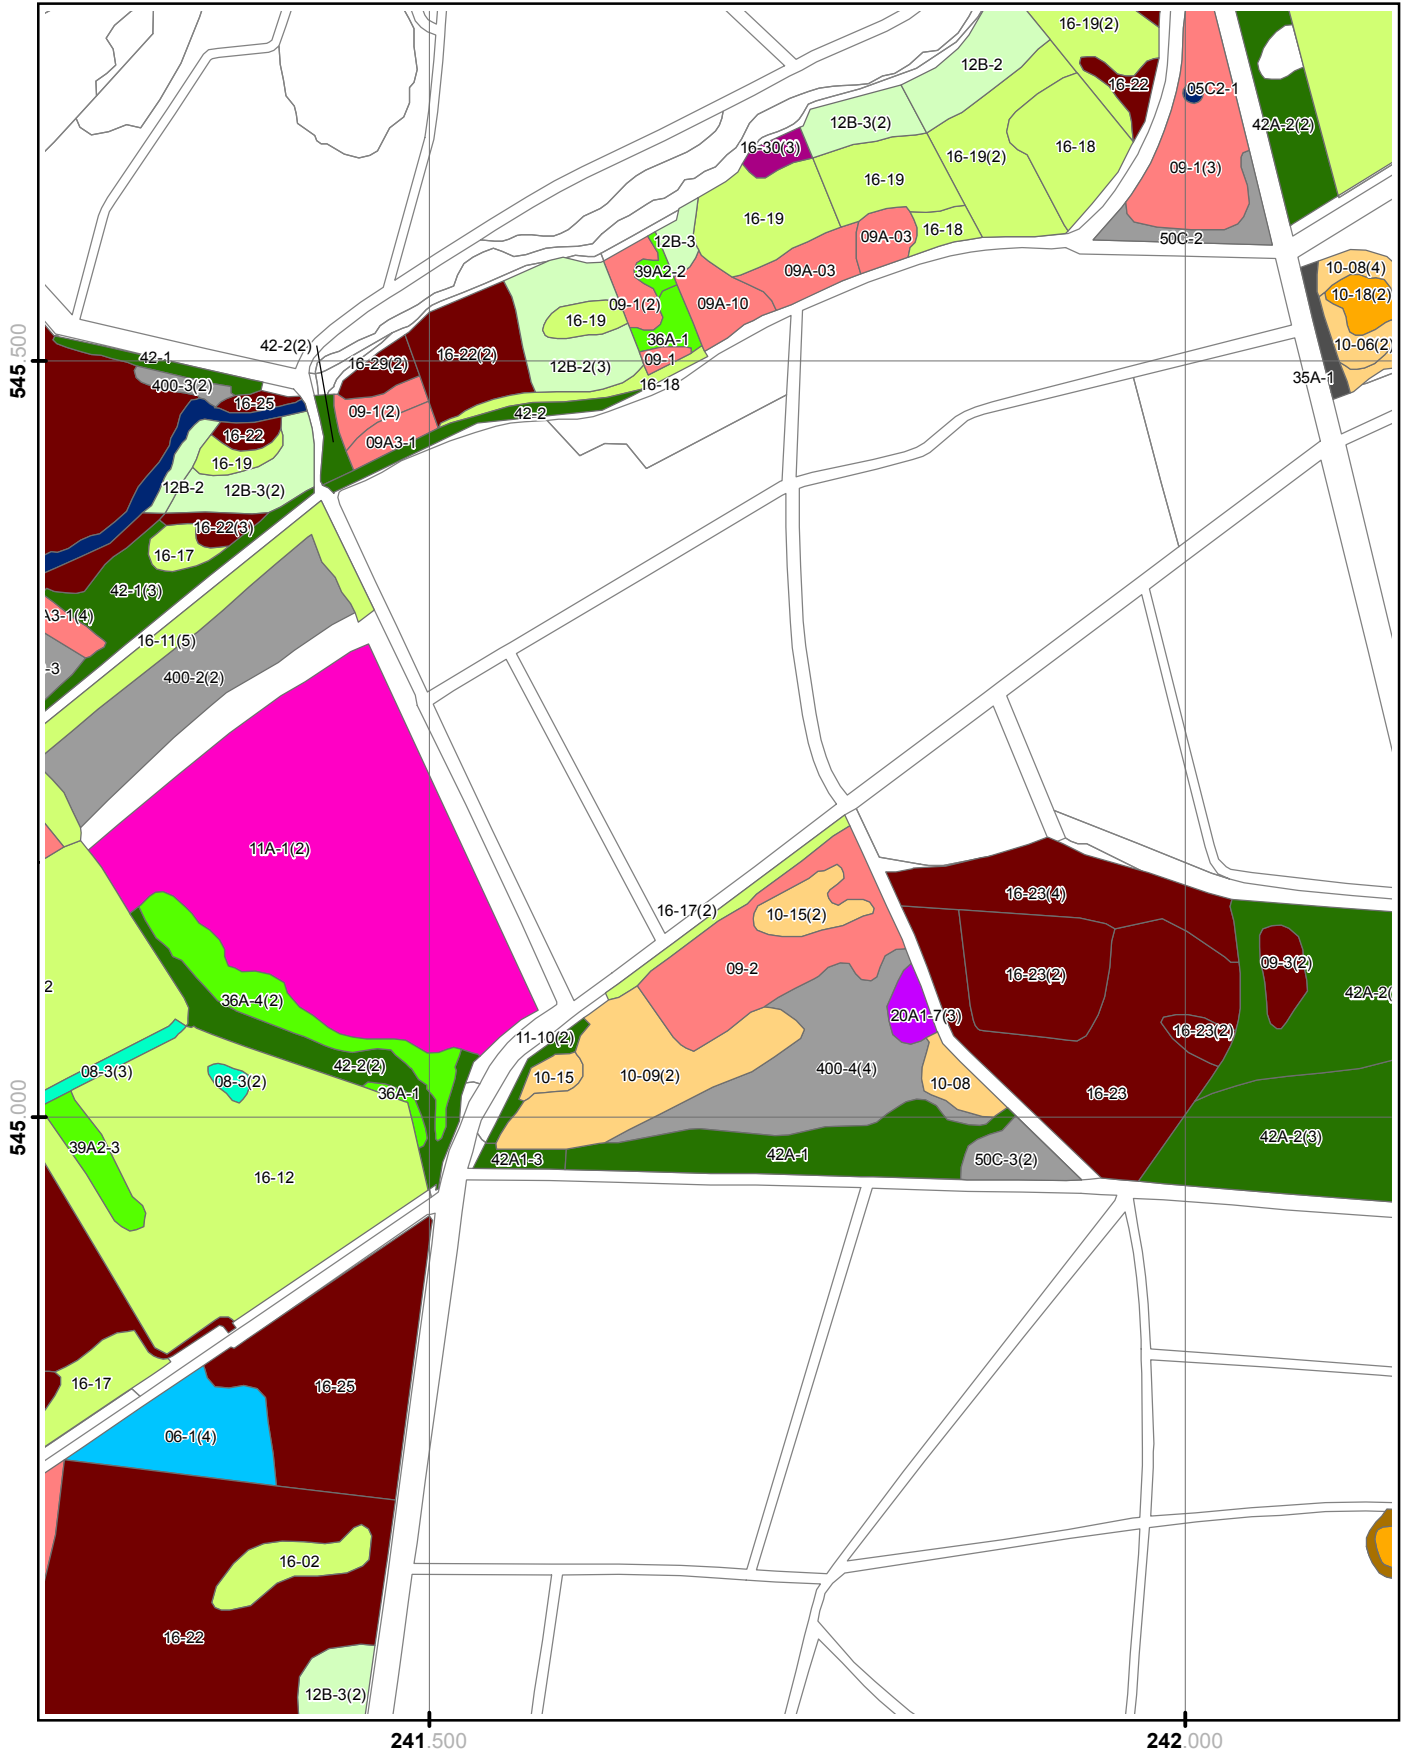 16-19(2)
12B-2
16-22
05C2-1
12B-3(2)
42A-2(2)
16-30(3)
16-19(2)
16-18
16-19
09-1(3)
16-19
16-18
09A-03
50C-2
12B-3
39A2-2
09A-03
10-08(4)
10-18(2)
09-1(2)
09A-10
16-19
36A-1
10-06(2)
42-2(2)
42-1
16-29(2)
16-22(2)
09-1
12B-2(3)
545.500
35A-1
400-3(2)
16-18
16-25
09-1(2)
42-2
16-22
09A3-1
16-19
12B-2
12B-3(2)
16-22(3)
16-17
42-1(3)
A3-1(4)
16-11(5)
-3
400-2(2)
11A-1(2)
16-23(4)
16-17(2)
10-15(2)
09-2
09-3(2)
16-23(2)
2
42A-2(
36A-4(2)
20A1-7(3)
16-23(2)
11-10(2)
42-2(2)
08-3(3)
08-3(2)
10-15
10-09(2)
400-4(4)
10-08
36A-1
16-23
545.000
39A2-3
42A-2(3)
42A1-3
42A-1
50C-3(2)
16-12
16-17
16-25
06-1(4)
16-02
16-22
12B-3(2)
241.500
242.000